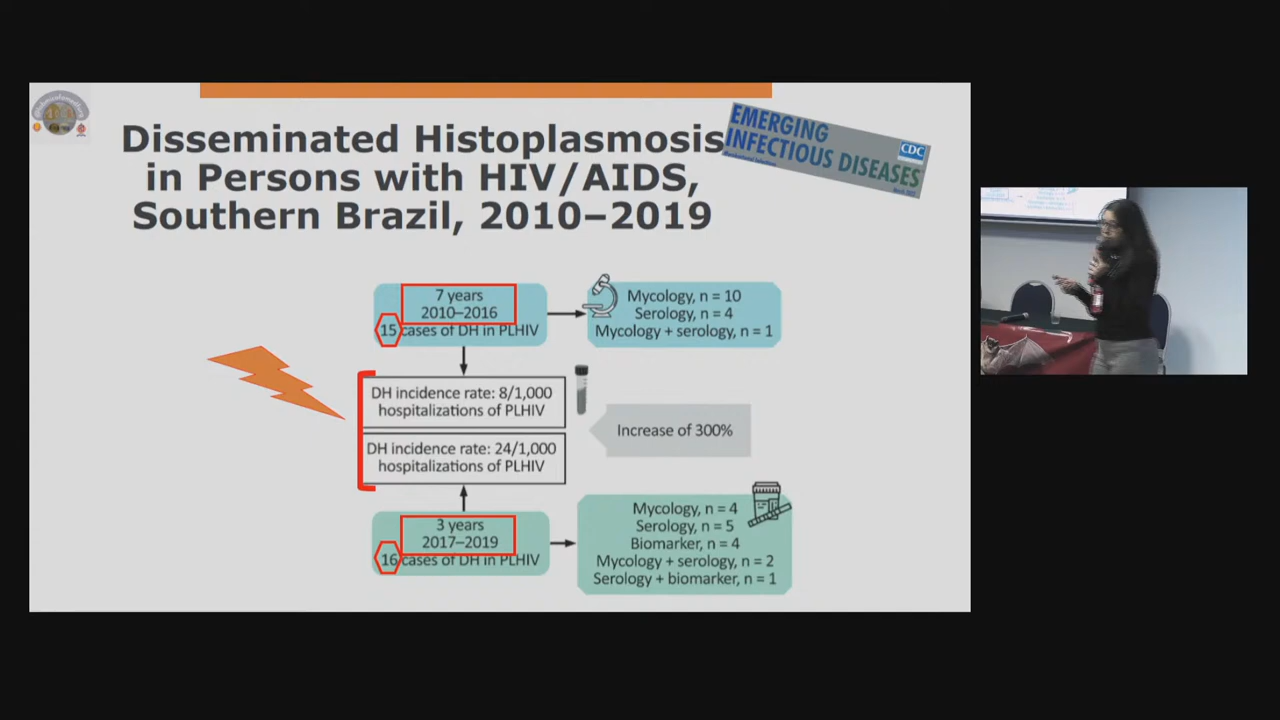 Disseminated Histoplasmosis
in Persons with HIV/AIDS,
Southern Brazil, 2010–2019
EMERGING
INFECTIOUS DISEASES
CDC
7 years
2010–2016
15 cases of DH in PLHIV
Mycology, n = 10
Serology, n = 4
Mycology + serology, n = 1
DH incidence rate: 8/1,000
hospitalizations of PLHIV
DH incidence rate: 24/1,000
hospitalizations of PLHIV
Increase of 300%
3 years
2017–2019
16 cases of DH in PLHIV
Mycology, n = 4
Serology, n = 5
Biomarker, n = 4
Mycology + serology, n = 2
Serology + biomarker, n = 1